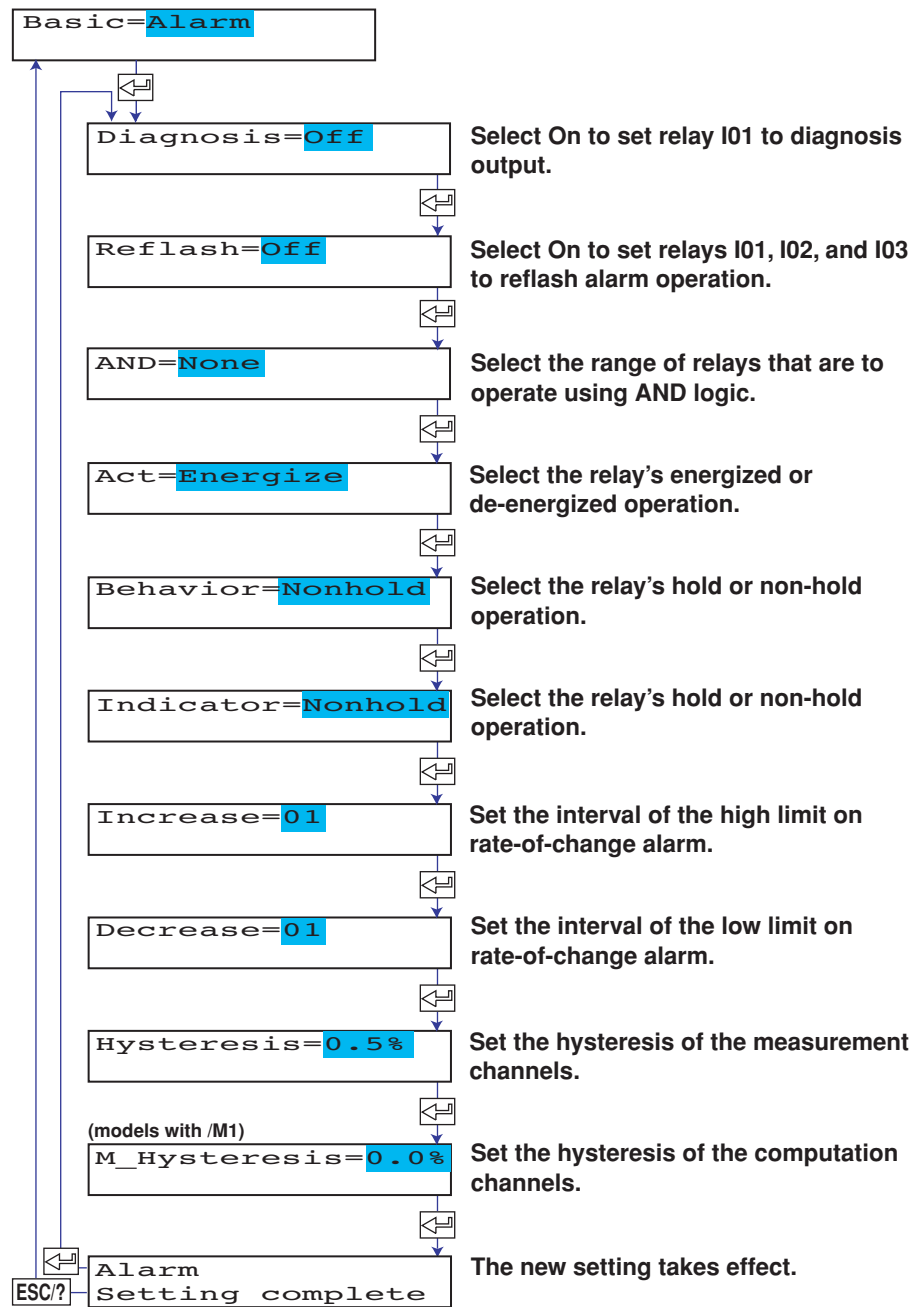 Basic=Alarm
Diagnosis=Off
Select On to set relay I01 to diagnosis
output.
Reflash=Off
Select On to set relays I01, I02, and I03
to reflash alarm operation.
AND=None
Select the range of relays that are to
operate using AND logic.
Act=Energize
Select the relay's energized or
de-energized operation.
Behavior=Nonhold
Select the relay's hold or non-hold
operation.
Indicator=Nonhold
Select the relay's hold or non-hold
operation.
Increase=01
Set the interval of the high limit on
rate-of-change alarm.
Decrease=01
Set the interval of the low limit on
rate-of-change alarm.
Hysteresis=0.5%
Set the hysteresis of the measurement
channels.
(models with /M1)
M_Hysteresis=0.0%
Set the hysteresis of the computation
channels.
Alarm
Setting complete
The new setting takes effect.
ESC/?